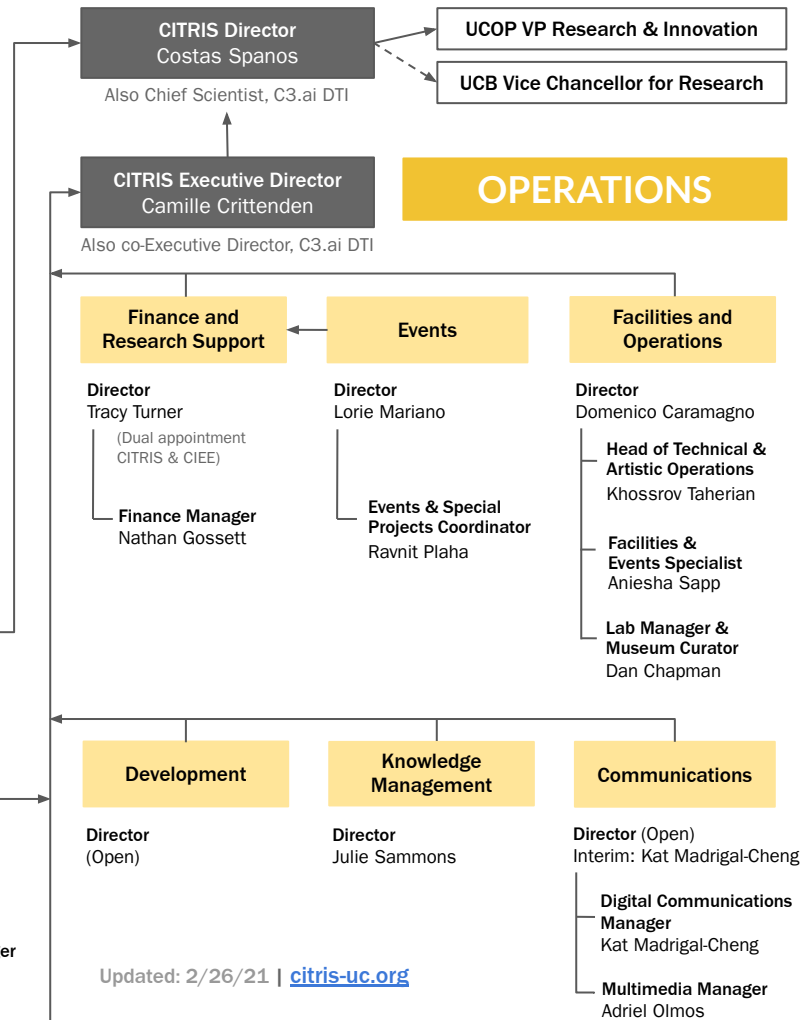 CITRIS Director
Costas Spanos
Also Chief Scientist, C3.ai DTI
UCOP VP Research & Innovation
UCB Vice Chancellor for Research
CITRIS Executive Director
Camille Crittenden
Also co-Executive Director, C3.ai DTI
OPERATIONS
Finance and
Research Support
Director
Tracy Turner
(Dual appointment
CITRIS & CIEE)
Finance Manager
Nathan Gossett
Events
Director
Lorie Mariano
Events & Special
Projects Coordinator
Ravnit Plaha
Facilities and
Operations
Director
Domenico Caramagno
Head of Technical &
Artistic Operations
Khossrov Taherian
Facilities &
Events Specialist
Aniesha Sapp
Lab Manager &
Museum Curator
Dan Chapman
Development
Director
(Open)
Knowledge
Management
Director
Julie Sammons
Communications
Director (Open)
Interim: Kat Madrigal-Cheng
Digital Communications
Manager
Kat Madrigal-Cheng
Multimedia Manager
Adriel Olmos
er
Updated: 2/26/21 | citris-uc.org